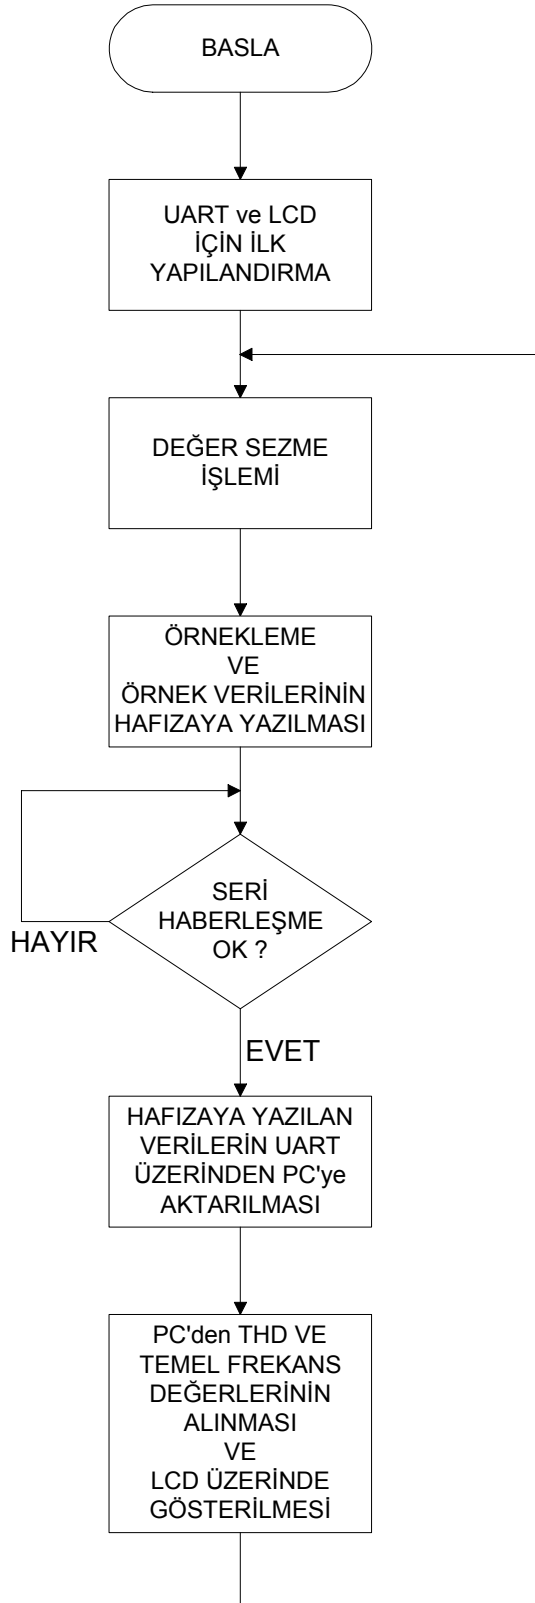 BASLA
UART ve LCD
İÇİN İLK
YAPILANDIRMA
DEĞER SEZME
İŞLEMİ
ÖRNEKLEME
VE
ÖRNEK VERİLERİNİN
HAFIZAYA YAZILMASI
SERİ
HABERLEŞME
OK ?
HAYIR
EVET
HAFIZAYA YAZILAN
VERİLERİN UART
ÜZERİNDEN PC'ye
AKTARILMASI
PC'den THD VE
TEMEL FREKANS
DEĞERLERİNİN
ALINMASI
VE
LCD ÜZERİNDE
GÖSTERİLMESİ